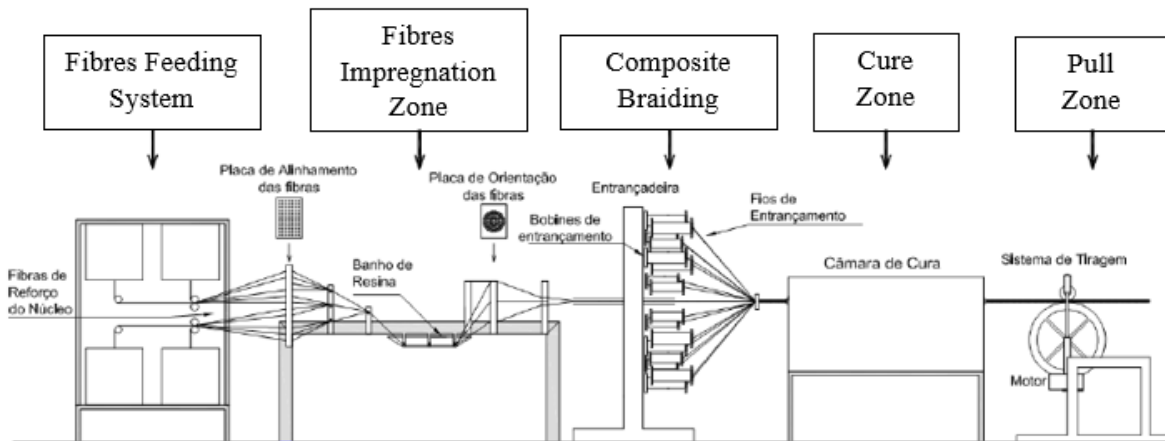 Fibres Feeding
System
Fibres
Impregnation
Zone
Composite
Braiding
Cure
Zone
Pull
Zone
Placa de Alinhamento
das fibras
Placa de Orientação
das fibras
Entrançadeira
Bobines de
entrançamento
Fios de
Entrançamento
Fibras de
Reforço
do Núcleo
Banho de
Resina
Câmara de Cura
Sistema de Tiragem
Motor